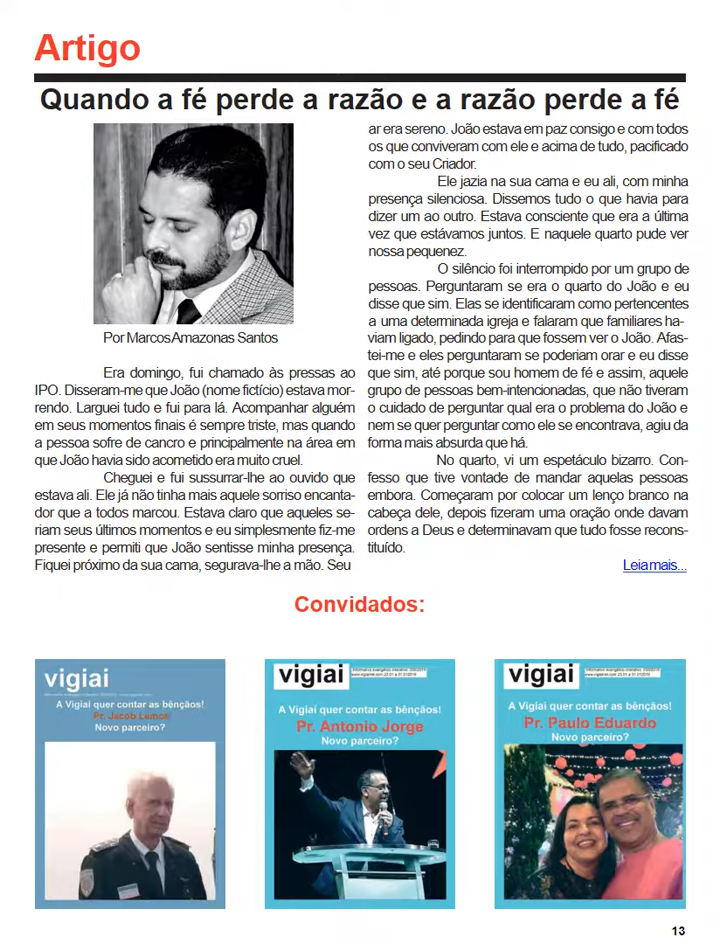 Artigo
Quando a fé perde a razão e a razão perde a fé
Por Marcos Amazonas Santos
Era domingo, fui chamado às pressas ao
IPO. Disseram-me que João (nome fictício) estava mor-
rendo. Larguei tudo e fui para lá. Acompanhar alguém
em seus momentos finais é sempre triste, mas quando
a pessoa sofre de cancro e principalmente na área em
que João havia sido acometido era muito cruel.
Cheguei e fui sussurrar-lhe ao ouvido que
estava ali. Ele já não tinha mais aquele sorriso encanta-
dor que a todos marcou. Estava claro que aqueles se-
riam seus últimos momentos e eu simplesmente fiz-me
presente e permiti que João sentisse minha presença.
Fiquei próximo da sua cama, segurava-lhe a mão. Seu
ar era sereno. João estava em paz consigo e com todos
os que conviveram com ele e acima de tudo, pacificado
com o seu Criador.
Ele jazia na sua cama e eu ali, com minha
presença silenciosa. Dissemos tudo o que havia para
dizer um ao outro. Estava consciente que era a última
vez que estávamos juntos. E naquele quarto pude ver
nossa pequenez.
O silêncio foi interrompido por um grupo de
pessoas. Perguntaram se era o quarto do João e eu
disse que sim. Elas se identificaram como pertencentes
a uma determinada igreja e falaram que familiares ha-
viam ligado, pedindo para que fossem ver o João. Afas-
tei-me e eles perguntaram se poderiam orar e eu disse
que sim, até porque sou homem de fé e assim, aquele
grupo de pessoas bem-intencionadas, que não tiveram
o cuidado de perguntar qual era o problema do João e
nem se quer perguntar como ele se encontrava, agiu da
forma mais absurda que há.
No quarto, vi um espetáculo bizarro. Con-
fesso que tive vontade de mandar aquelas pessoas
embora. Começaram por colocar um lenço branco na
cabeça dele, depois fizeram uma oração onde davam
ordens a Deus e determinavam que tudo fosse recons-
tituído.
Leia mais...
Convidados:
vigiai
A Vigiai quer contar as bênçãos!
Pr. Jacob
Novo parceiro?
vigiai
A Vigiai quer contar as bênçãos!
Pr. Antonio Jorge
Novo parceiro?
vigiai
A Vigiai quer contar as bênçãos!
Pr. Paulo Eduardo
Novo parceiro?
13